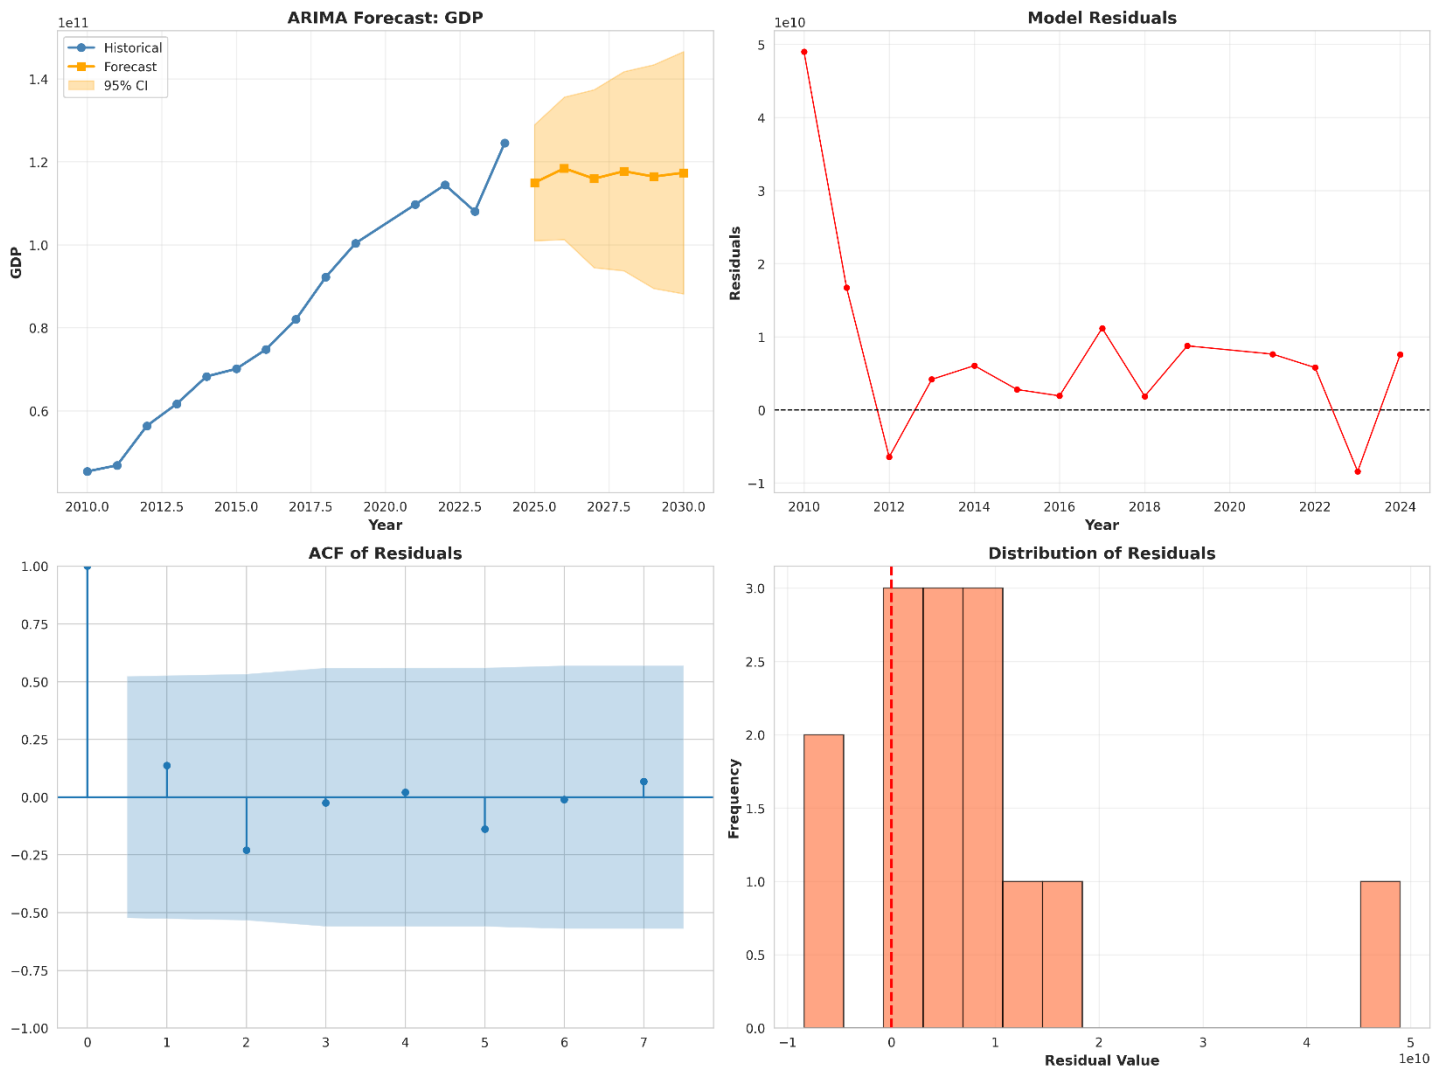 ARIMA Forecast: GDP
1e11
Historical
Forecast
95% CI
1.4
1.2
1.0
0.8
0.6
GDP
2010.0 2012.5 2015.0 2017.5 2020.0 2022.5 2025.0 2027.5 2030.0
Year
Model Residuals
1e10
5
4
3
2
1
0
−1
Residuals
2010 2012 2014 2016 2018 2020 2022 2024
Year
ACF of Residuals
1.00
0.75
0.50
0.25
0.00
−0.25
−0.50
−0.75
−1.00
0 1 2 3 4 5 6 7
Distribution of Residuals
3.0
2.5
2.0
1.5
1.0
0.5
0.0
Frequency
−1 0 1 2 3 4 5
1e10
Residual Value